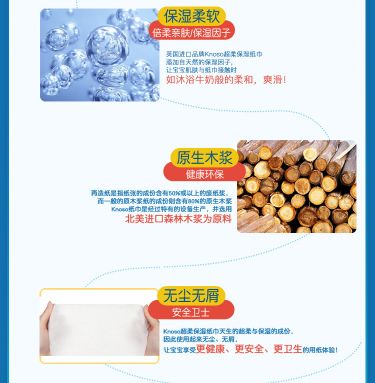 保湿柔软
倍柔亲肤/保湿因子
英国进口品牌Knoso超柔保湿纸巾
添加自天然的保湿因子，
让宝宝肌肤与纸巾接触时
如沐浴牛奶般的柔和，爽滑！
原生木浆
健康环保
再造纸是指纸张的成份含有50%或以上的废纸浆，
而一般的原木浆纸的成份则含有80%的原生木浆
Knoso纸巾是经过特有的设备生产，并选用
北美进口森林木浆为原料
无尘无屑
安全卫士
Knoso超柔保湿纸巾天生的超柔与保湿的成份，
因此使用起来无尘、无屑，
让宝宝享受更健康、更安全、更卫生的用纸体验！